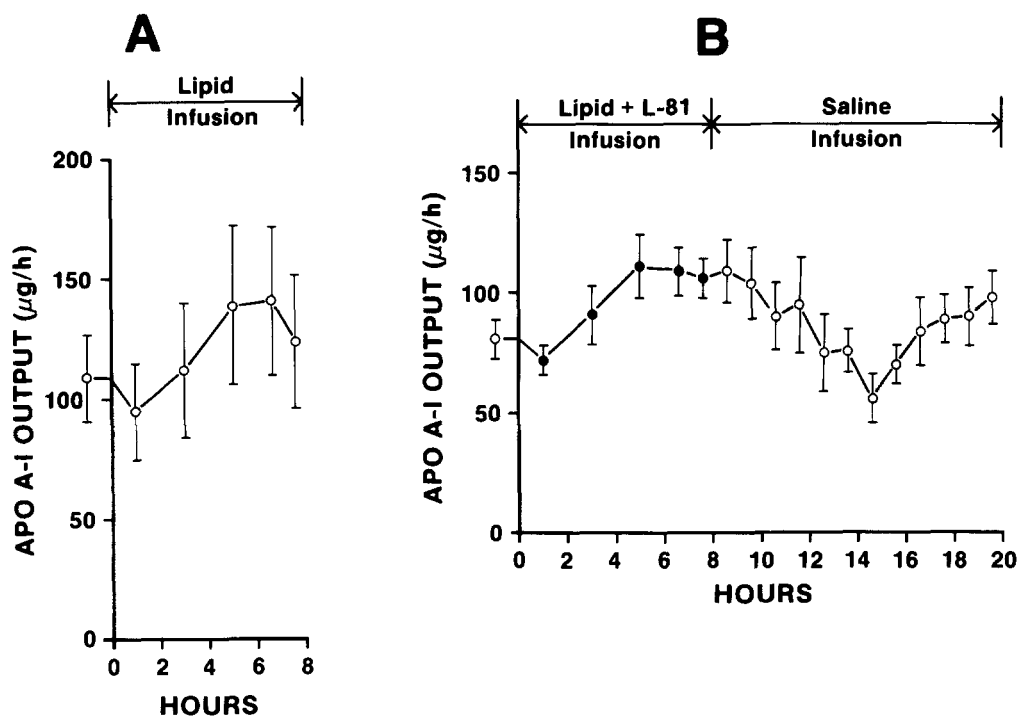 A
Lipid
Infusion
200
150
100
50
0
APO A-I OUTPUT (μg/h)
0 2 4 6 8
HOURS
B
Lipid + L-81 Saline
Infusion Infusion
150
100
50
0
APO A-I OUTPUT (μg/h)
0 2 4 6 8 10 12 14 16 18 20
HOURS